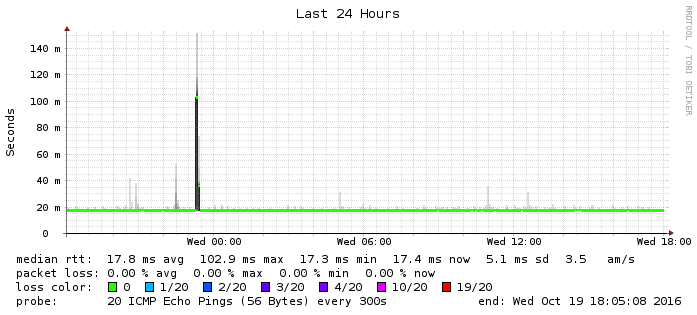 Last 24 Hours
RRDTOOL / TOBI OETIKER
Seconds
140 m
120 m
100 m
80 m
60 m
40 m
20 m
0
Wed 00:00 Wed 06:00 Wed 12:00 Wed 18:00
median rtt: 17.8 ms avg 102.9 ms max 17.3 ms min 17.4 ms now 5.1 ms sd 3.5 am/s
packet loss: 0.00 % avg 0.00 % max 0.00 % min 0.00 % now
loss color: 0 1/20 2/20 3/20 4/20 10/20 19/20
probe: 20 ICMP Echo Pings (56 Bytes) every 300s end: Wed Oct 19 18:05:08 2016